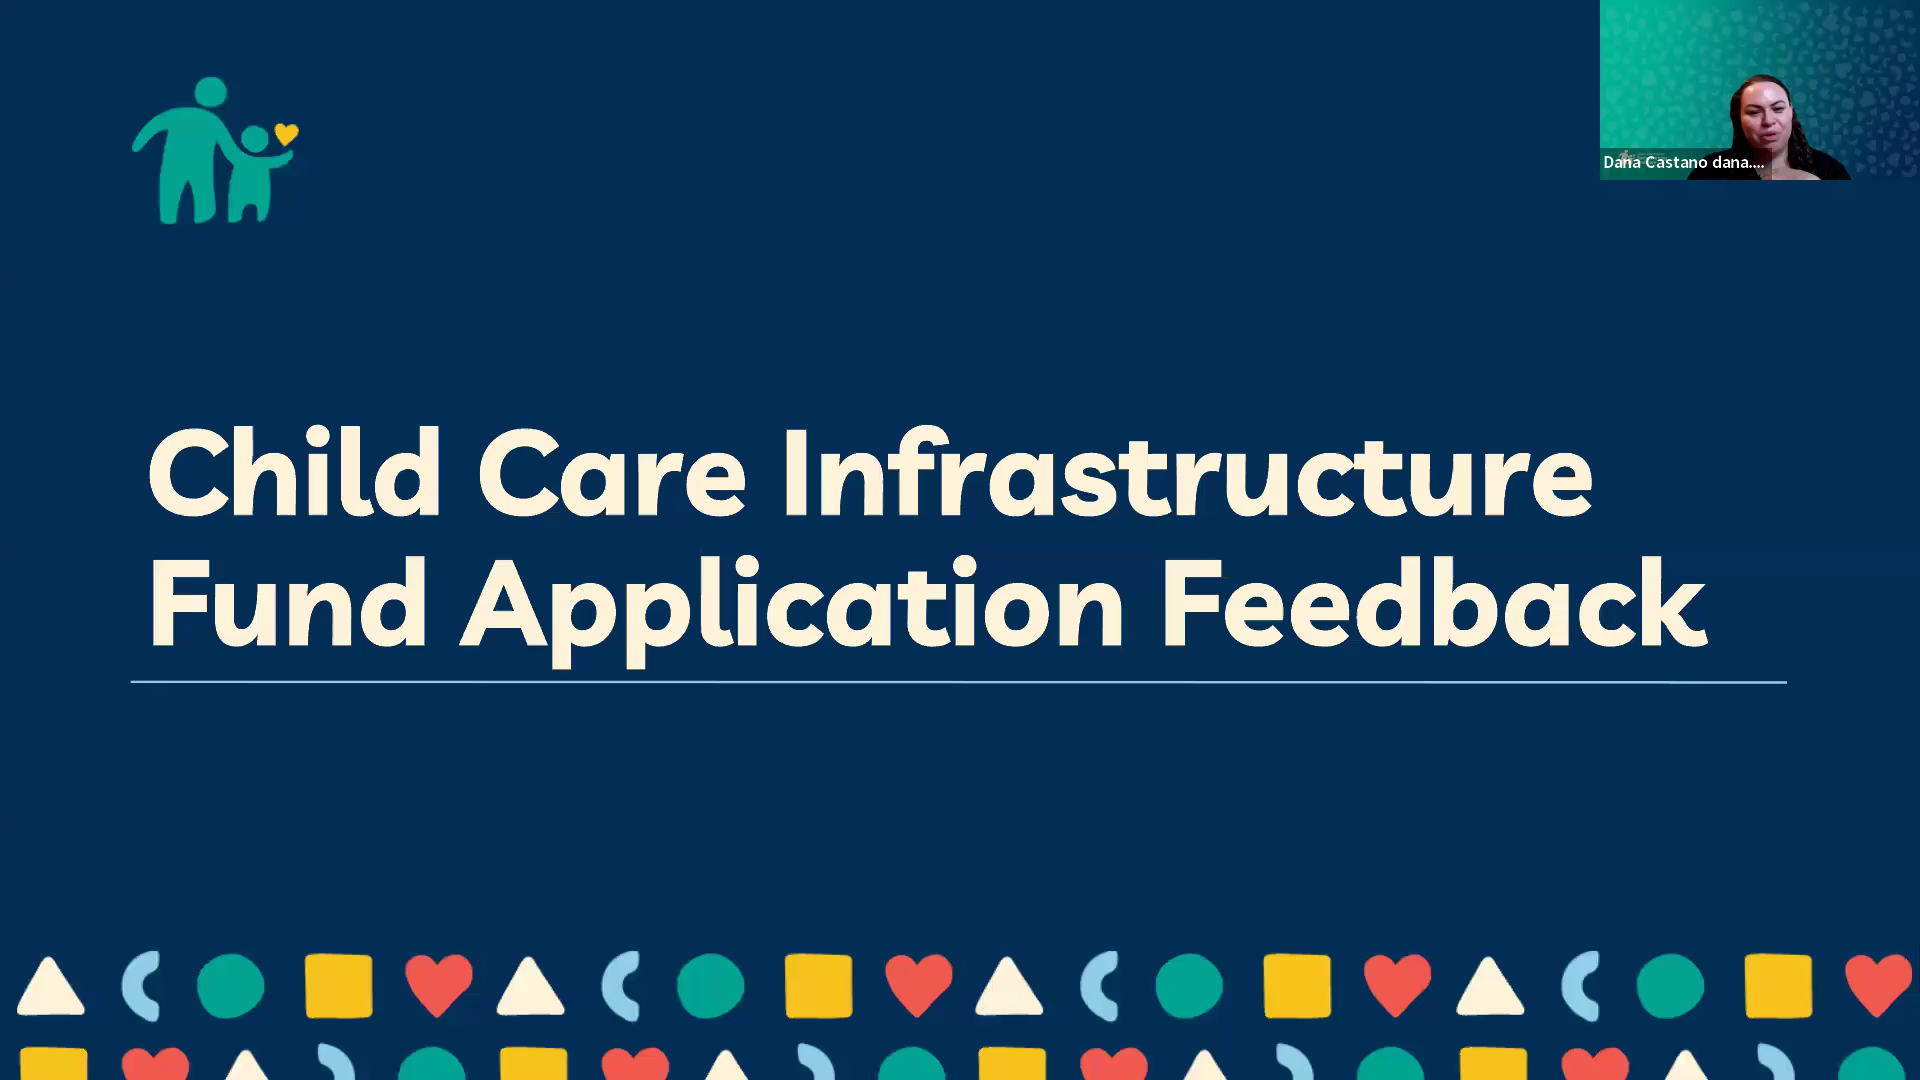 Dana Castano dana....
Child Care Infrastructure
Fund Application Feedback